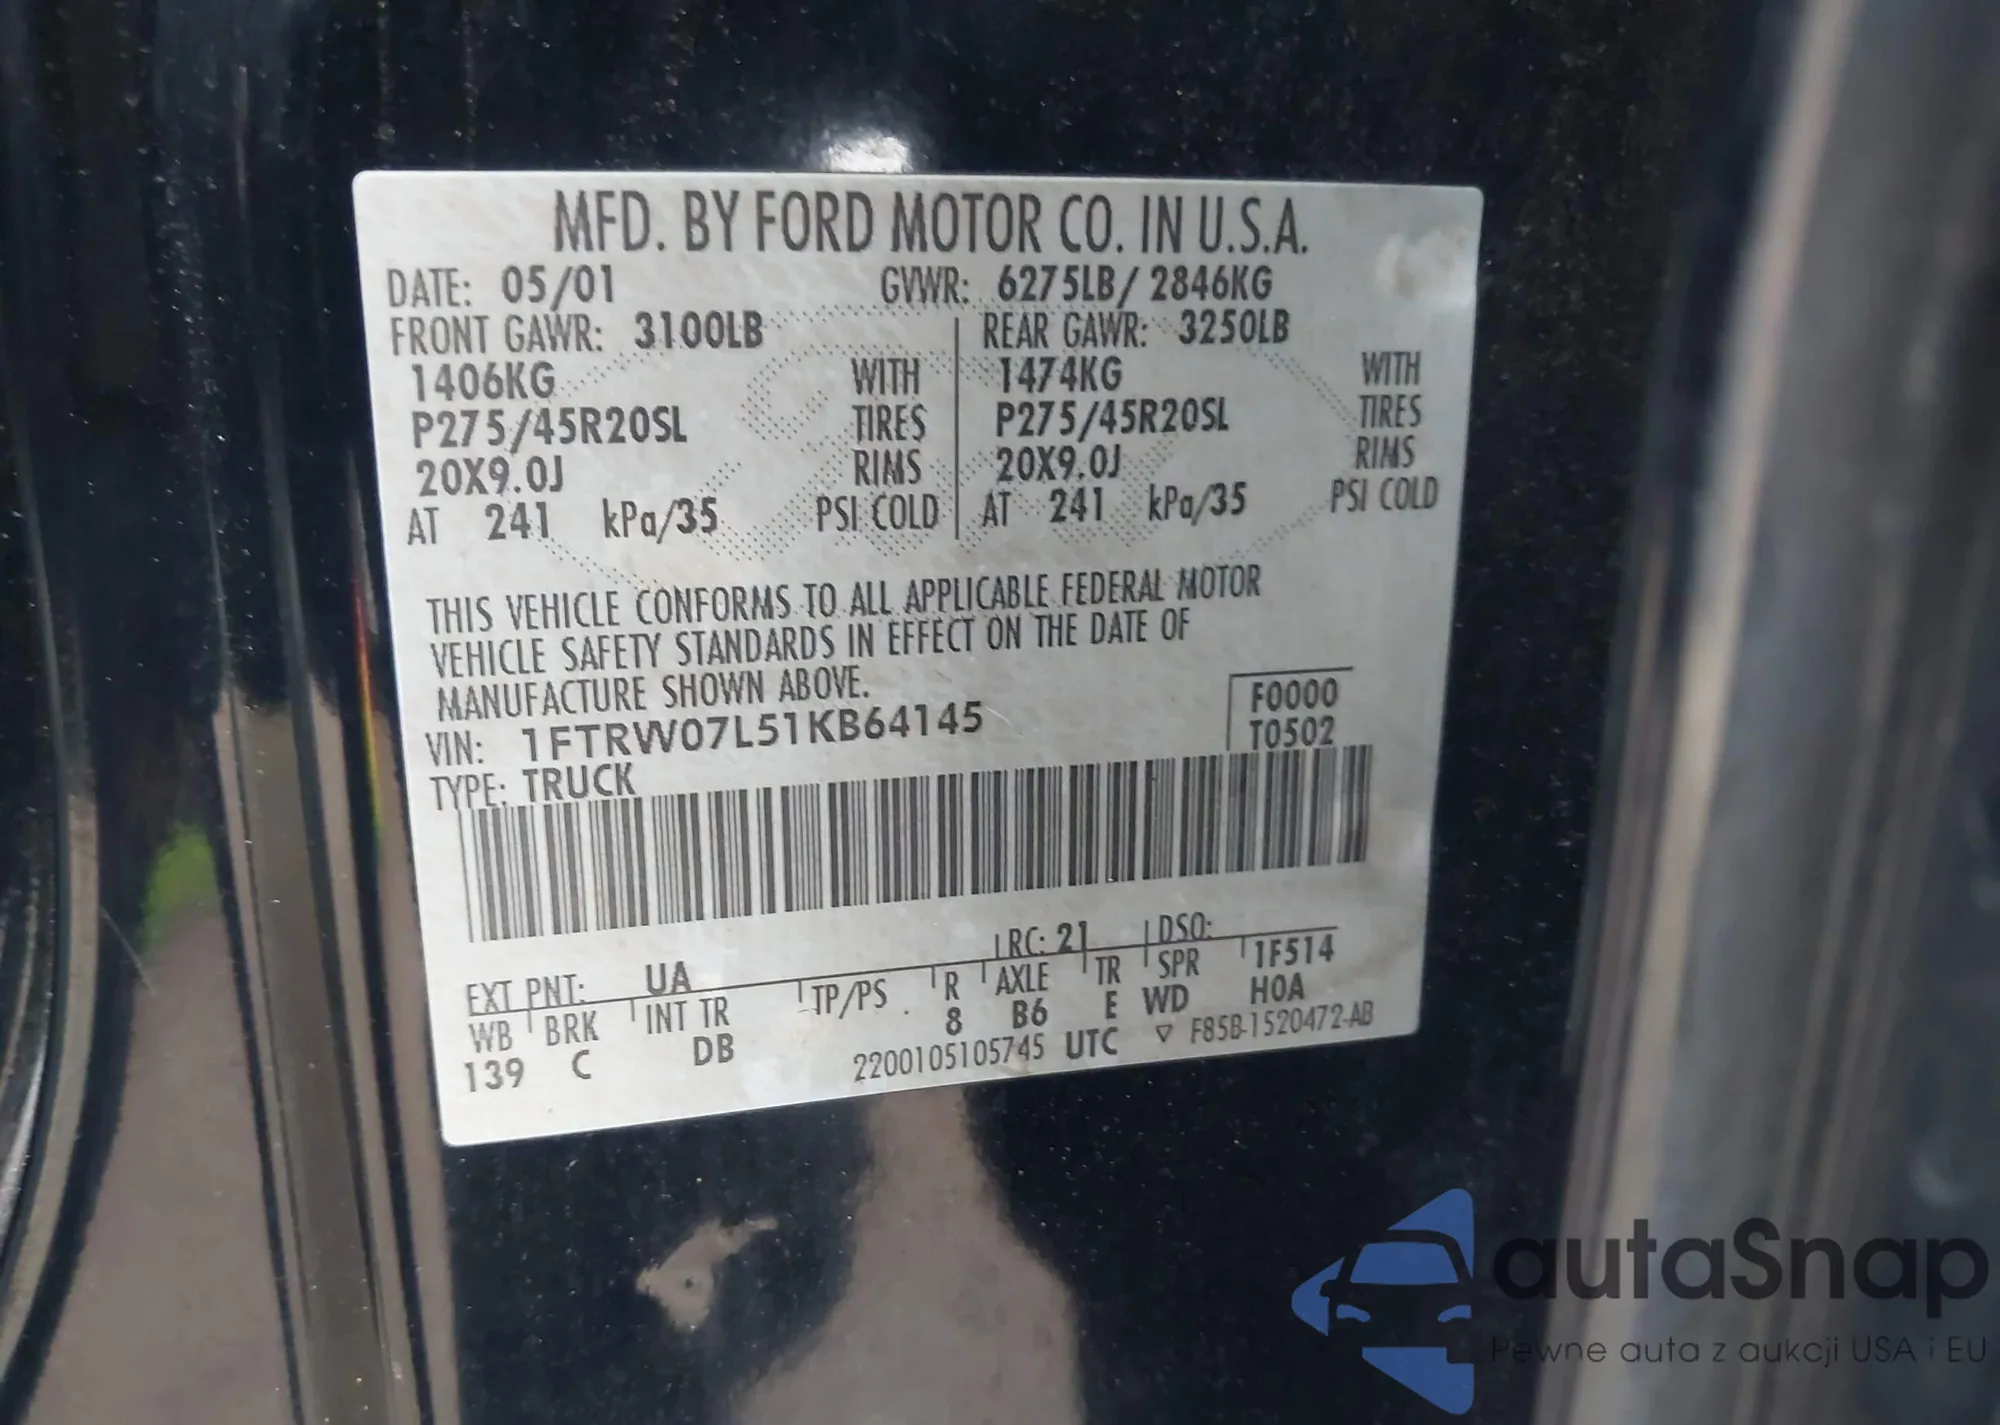 MFD. BY FORD MOTOR CO. IN U.S.A.
DATE: 05/01 GVWR: 6275LB/ 2846KG
FRONT GAWR: 3100LB REAR GAWR: 3250LB
1406KG WITH 1474KG WITH
P275/45R20SL TIRES P275/45R20SL TIRES
20X9.0J RIMS 20X9.0J RIMS
AT 241 kPa/35 PSI COLD AT 241 kPa/35 PSI COLD
THIS VEHICLE CONFORMS TO ALL APPLICABLE FEDERAL MOTOR
VEHICLE SAFETY STANDARDS IN EFFECT ON THE DATE OF
MANUFACTURE SHOWN ABOVE.
F0000
VIN: 1FTRW07L51KB64145 T0502
TYPE: TRUCK
EXT PNT: UA RC: 21 DSO:
WB BRK INT TR TP/PS R AXLE TR SPR 1F514
139 C DB 8 B6 E WD H0A
2200105105745 UTC ▽ F85B-1520472-AB
autaSnap
Pewne auta z aukcji USA i EU